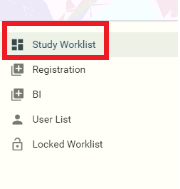 Study Worklist
Registration
BI
User List
Locked Worklist